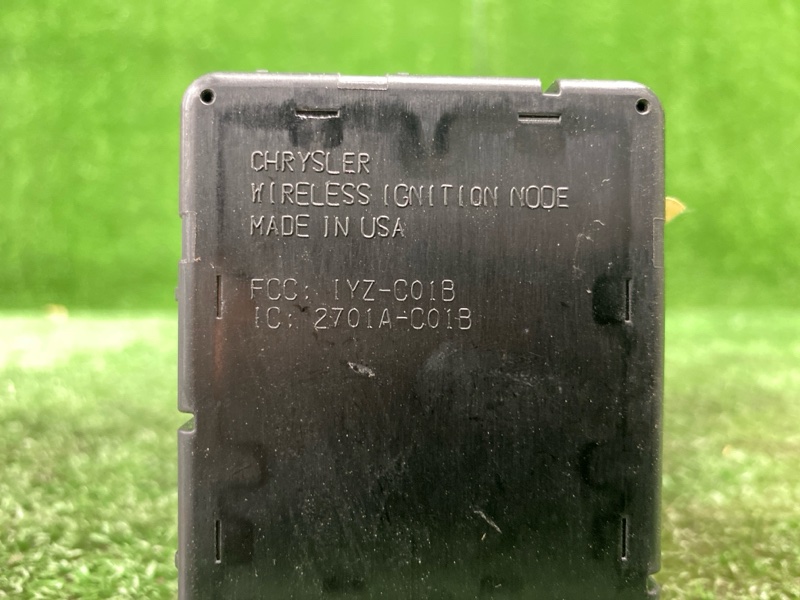 CHRYSLER
WIRELESS IGNITION NODE
MADE IN USA
FCC: IYZ-C01B
IC: 2701A-C01B